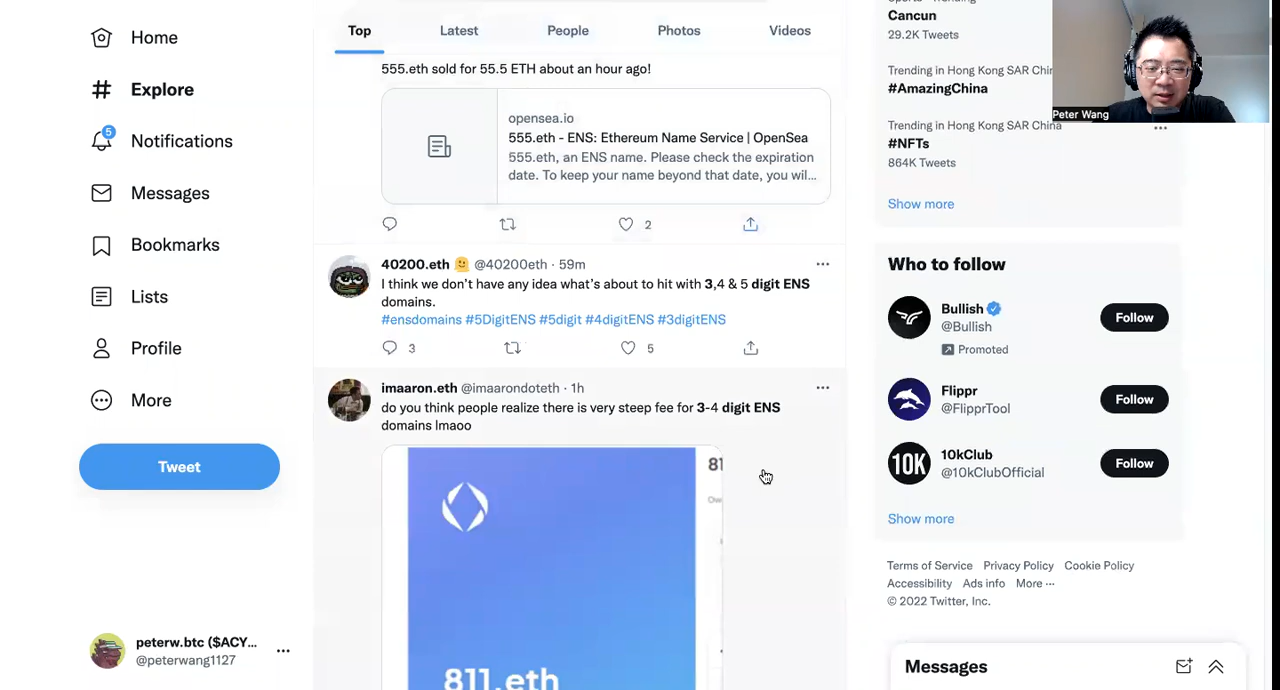 Home
Explore
5
Notifications
Messages
Bookmarks
Lists
Profile
More
Tweet
peterw.btc ($ACY...
@peterwang1127
Top
Latest
People
Photos
Videos
555.eth sold for 55.5 ETH about an hour ago!
opensea.io
555.eth - ENS: Ethereum Name Service | OpenSea
555.eth, an ENS name. Please check the expiration
date. To keep your name beyond that date, you wil...
2
40200.eth 🤗 @40200eth · 59m
I think we don't have any idea what's about to hit with 3,4 & 5 digit ENS
domains.
#ensdomains #5DigitENS #5digit #4digitENS #3digitENS
3
5
imaaron.eth @imaarondoteth · 1h
do you think people realize there is very steep fee for 3-4 digit ENS
domains lmaoo
81
811.eth
Cancun
29.2K Tweets
Trending in Hong Kong SAR Chin
#AmazingChina
Trending in Hong Kong SAR China
#NFTs
864K Tweets
Show more
Peter Wang
Who to follow
Bullish
@Bullish
Promoted
Follow
Flippr
@FlipprTool
Follow
10K
10kClub
@10kClubOfficial
Follow
Show more
Terms of Service Privacy Policy Cookie Policy
Accessibility Ads info More ···
© 2022 Twitter, Inc.
Messages